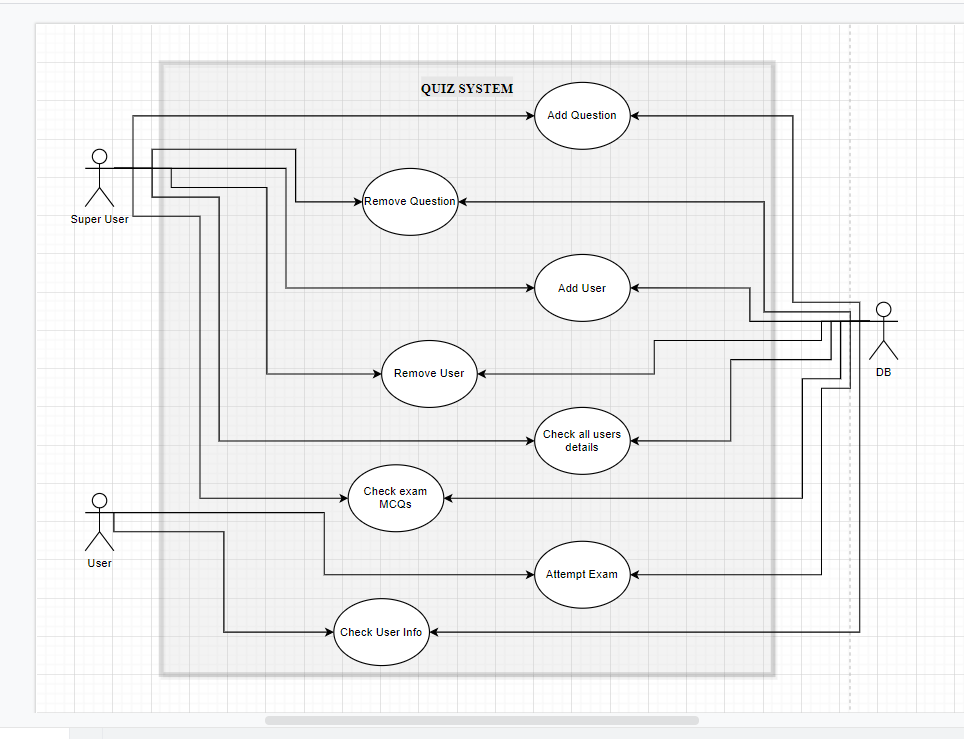 QUIZ SYSTEM
Add Question
Remove Question
Super User
Add User
Remove User
DB
Check all users
details
Check exam
MCQs
User
Attempt Exam
Check User Info